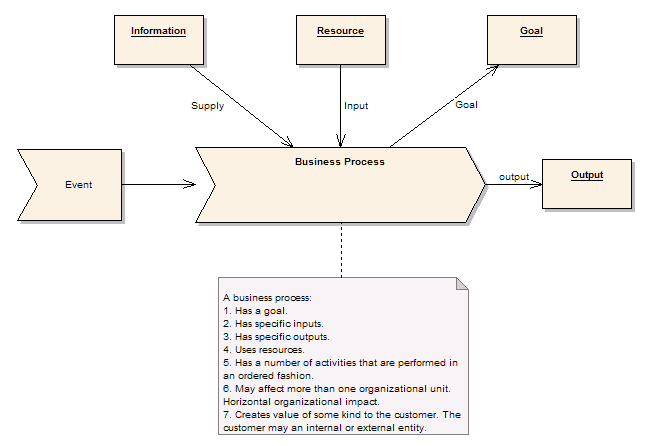 Information
Resource
Goal
Supply
Input
Goal
Business Process
Event
output
Output
A business process:
1. Has a goal.
2. Has specific inputs.
3. Has specific outputs.
4. Uses resources.
5. Has a number of activities that are performed in
an ordered fashion.
6. May affect more than one organizational unit.
Horizontal organizational impact.
7. Creates value of some kind to the customer. The
customer may an internal or external entity.